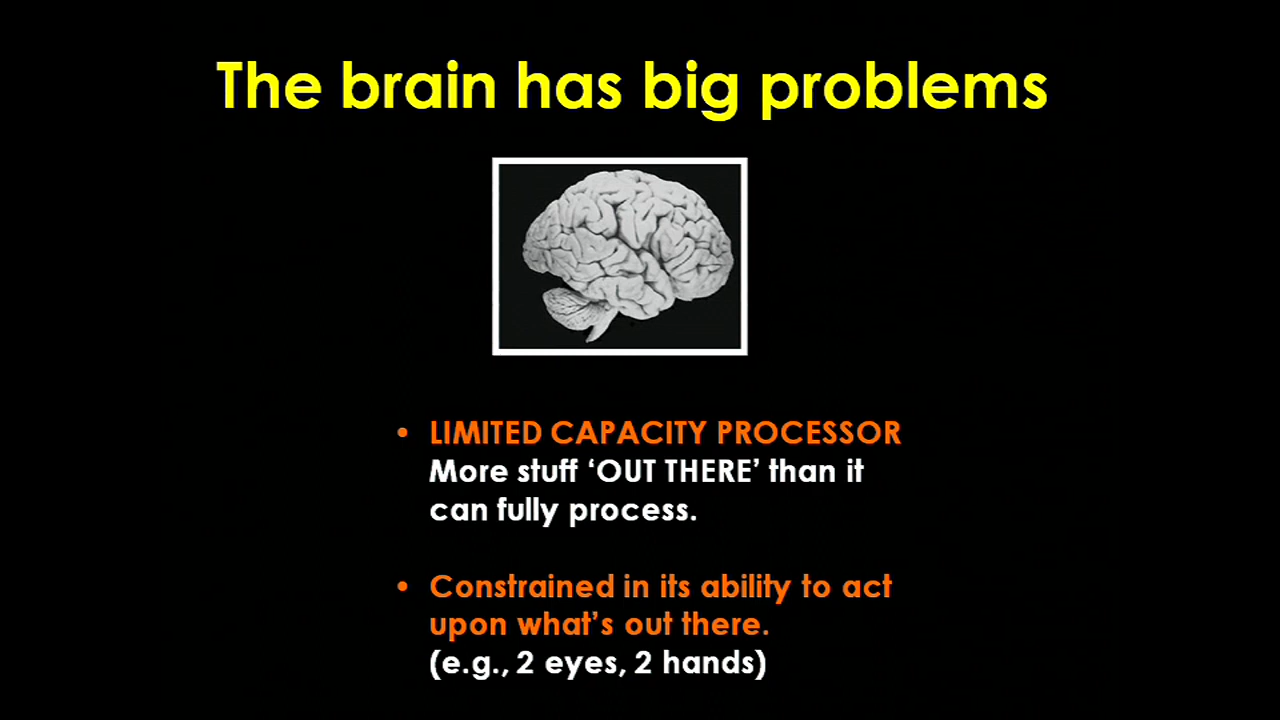 The brain has big problems
• LIMITED CAPACITY PROCESSOR
More stuff ‘OUT THERE’ than it
can fully process.
• Constrained in its ability to act
upon what’s out there.
(e.g., 2 eyes, 2 hands)